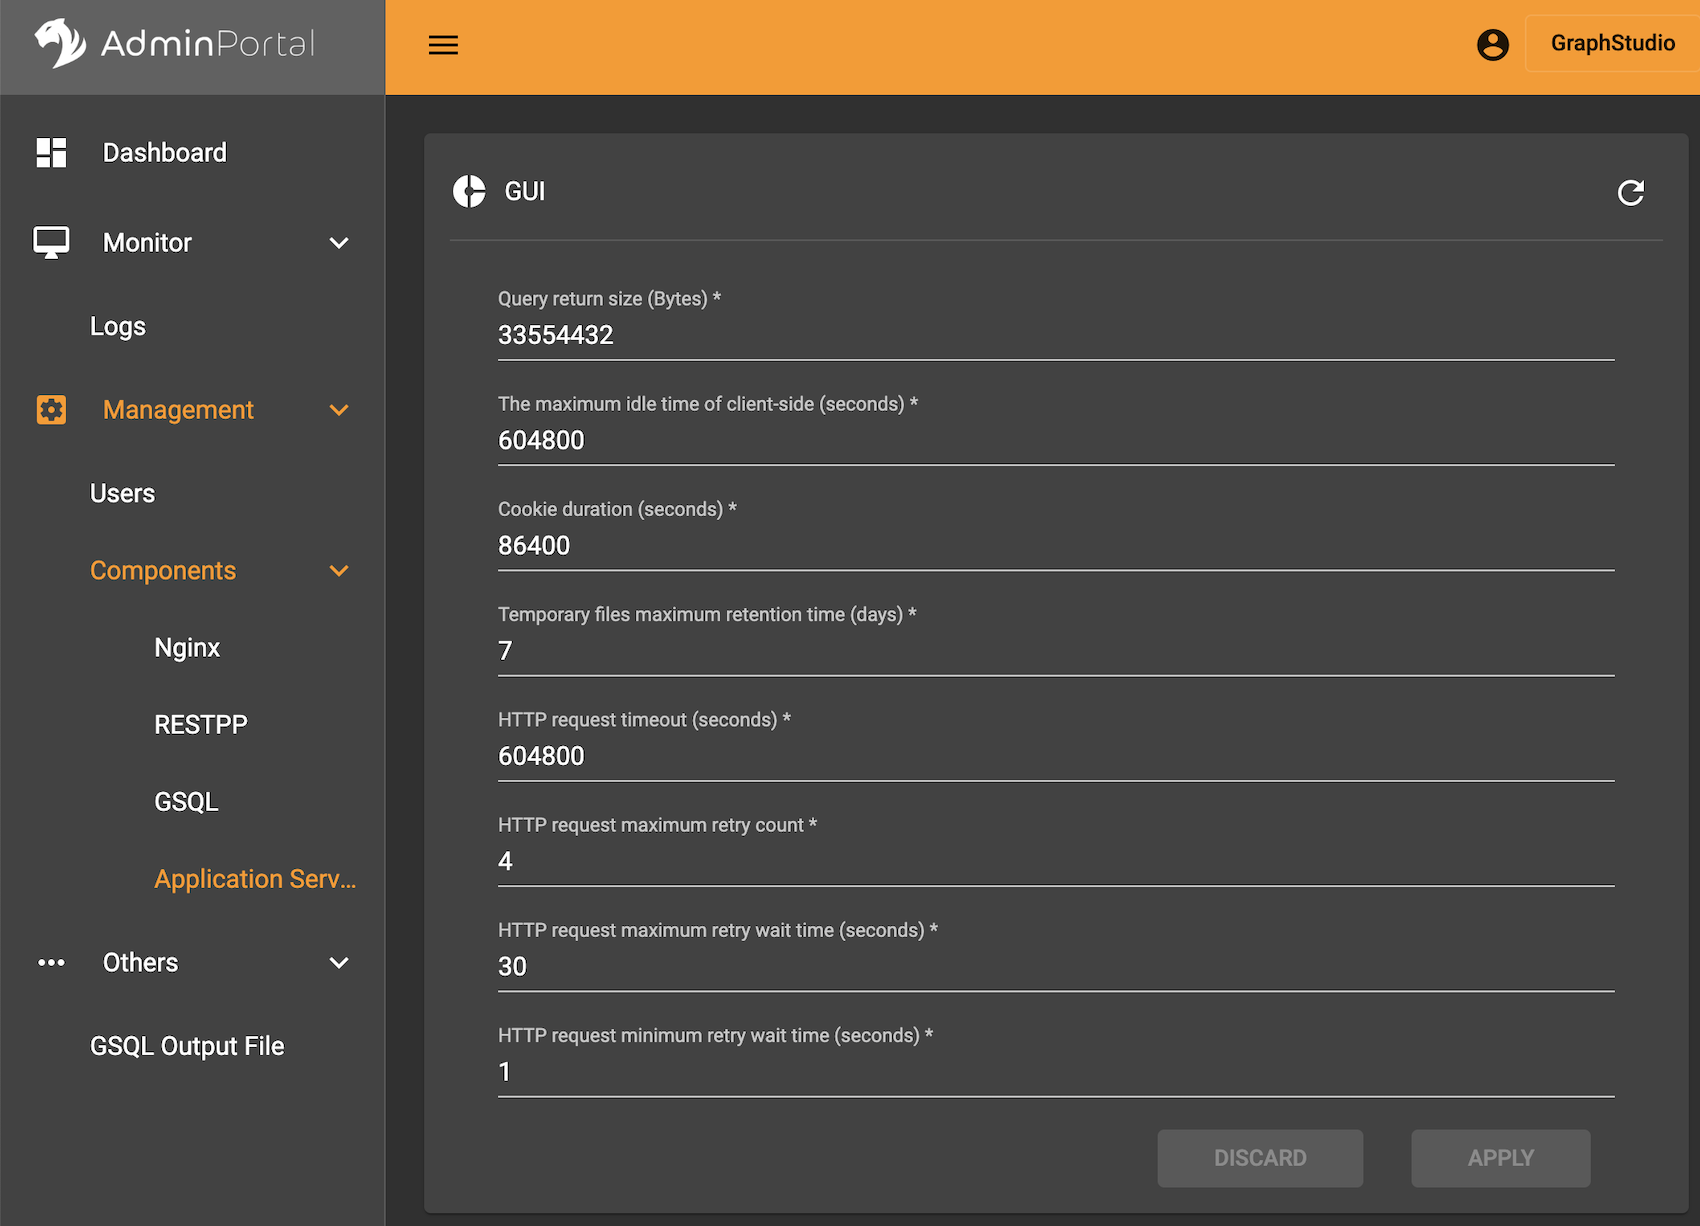 AdminPortal
GraphStudio
Dashboard
Monitor
Logs
Management
Users
Components
Nginx
RESTPP
GSQL
Application Serv...
Others
GSQL Output File
GUI
Query return size (Bytes) *
33554432
The maximum idle time of client-side (seconds) *
604800
Cookie duration (seconds) *
86400
Temporary files maximum retention time (days) *
7
HTTP request timeout (seconds) *
604800
HTTP request maximum retry count *
4
HTTP request maximum retry wait time (seconds) *
30
HTTP request minimum retry wait time (seconds) *
1
DISCARD
APPLY